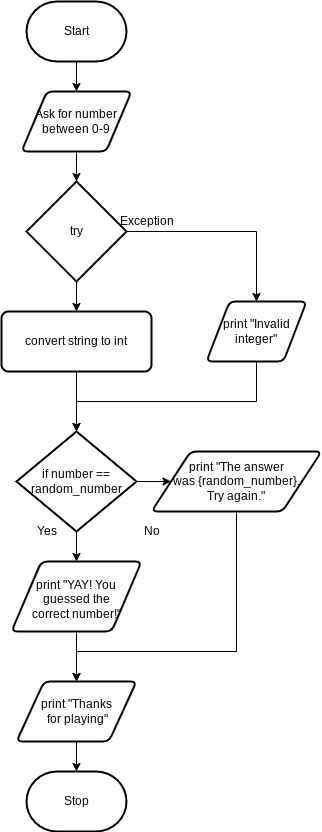 Start
Ask for number
between 0-9
try
Exception
convert string to int
print "Invalid
integer"
if number ==
random_number
print "The answer
was {random_number}.
Try again."
Yes
No
print "YAY! You
guessed the
correct number!"
print "Thanks
for playing"
Stop